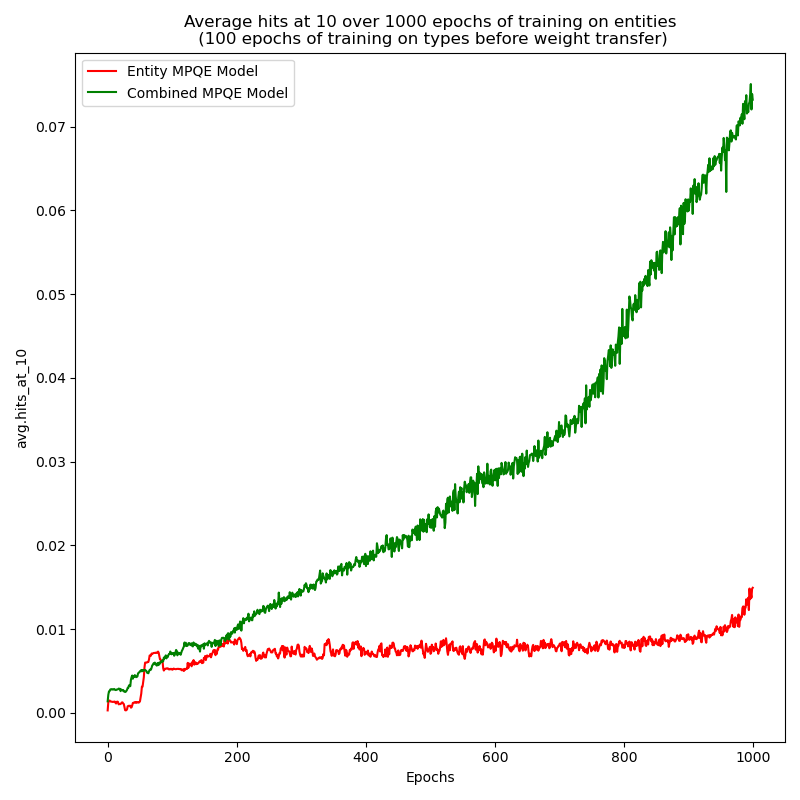 Average hits at 10 over 1000 epochs of training on entities
(100 epochs of training on types before weight transfer)
Entity MPQE Model
Combined MPQE Model
avg.hits_at_10
0.07
0.06
0.05
0.04
0.03
0.02
0.01
0.00
0 200 400 600 800 1000
Epochs